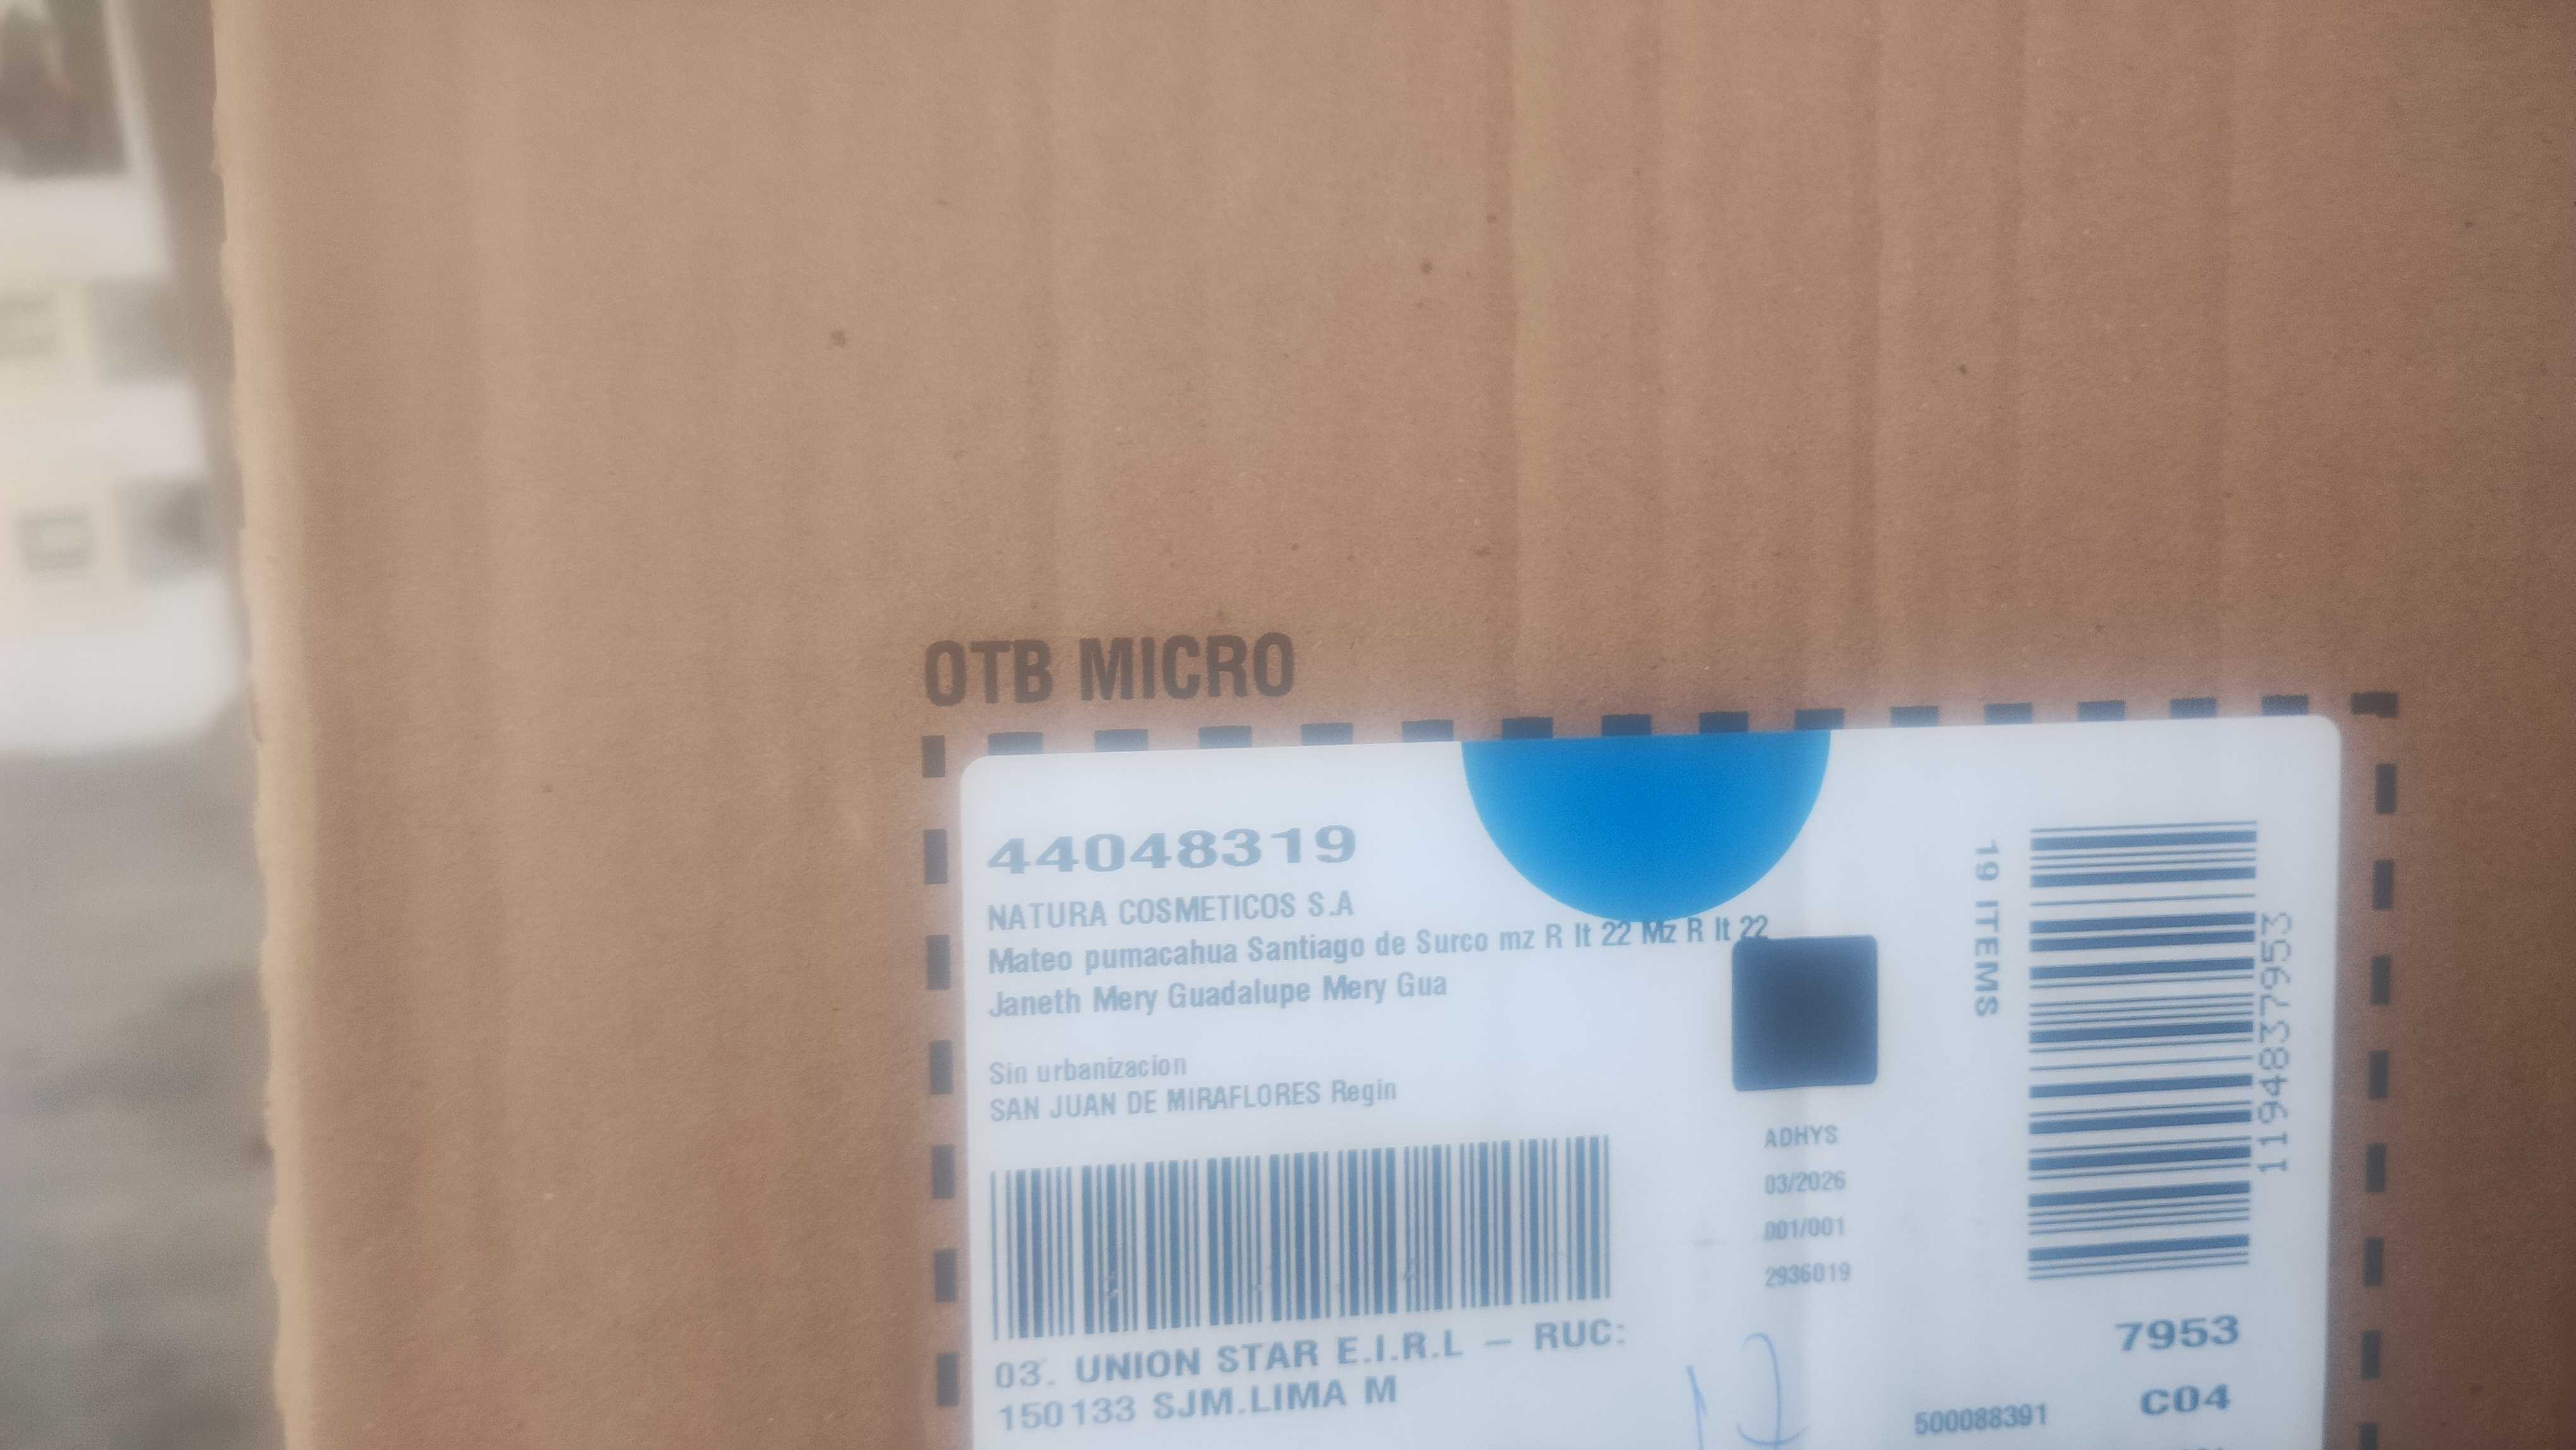 OTB MICRO
44048319
NATURA COSMETICOS S.A
Mateo pumacahua Santiago de Surco mz R lt 22 Mz R lt 22
Janeth Mery Guadalupe Mery Gua
Sin urbanizacion
SAN JUAN DE MIRAFLORES Regin
03. UNION STAR E.I.R.L – RUC:
150133 SJM.LIMA M
ADHYS
03/2026
001/001
2936019
19 ITEMS
1194837953
7953
C04
500088391